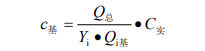 c基 = Q总 / (Yi • Qi基) • C实